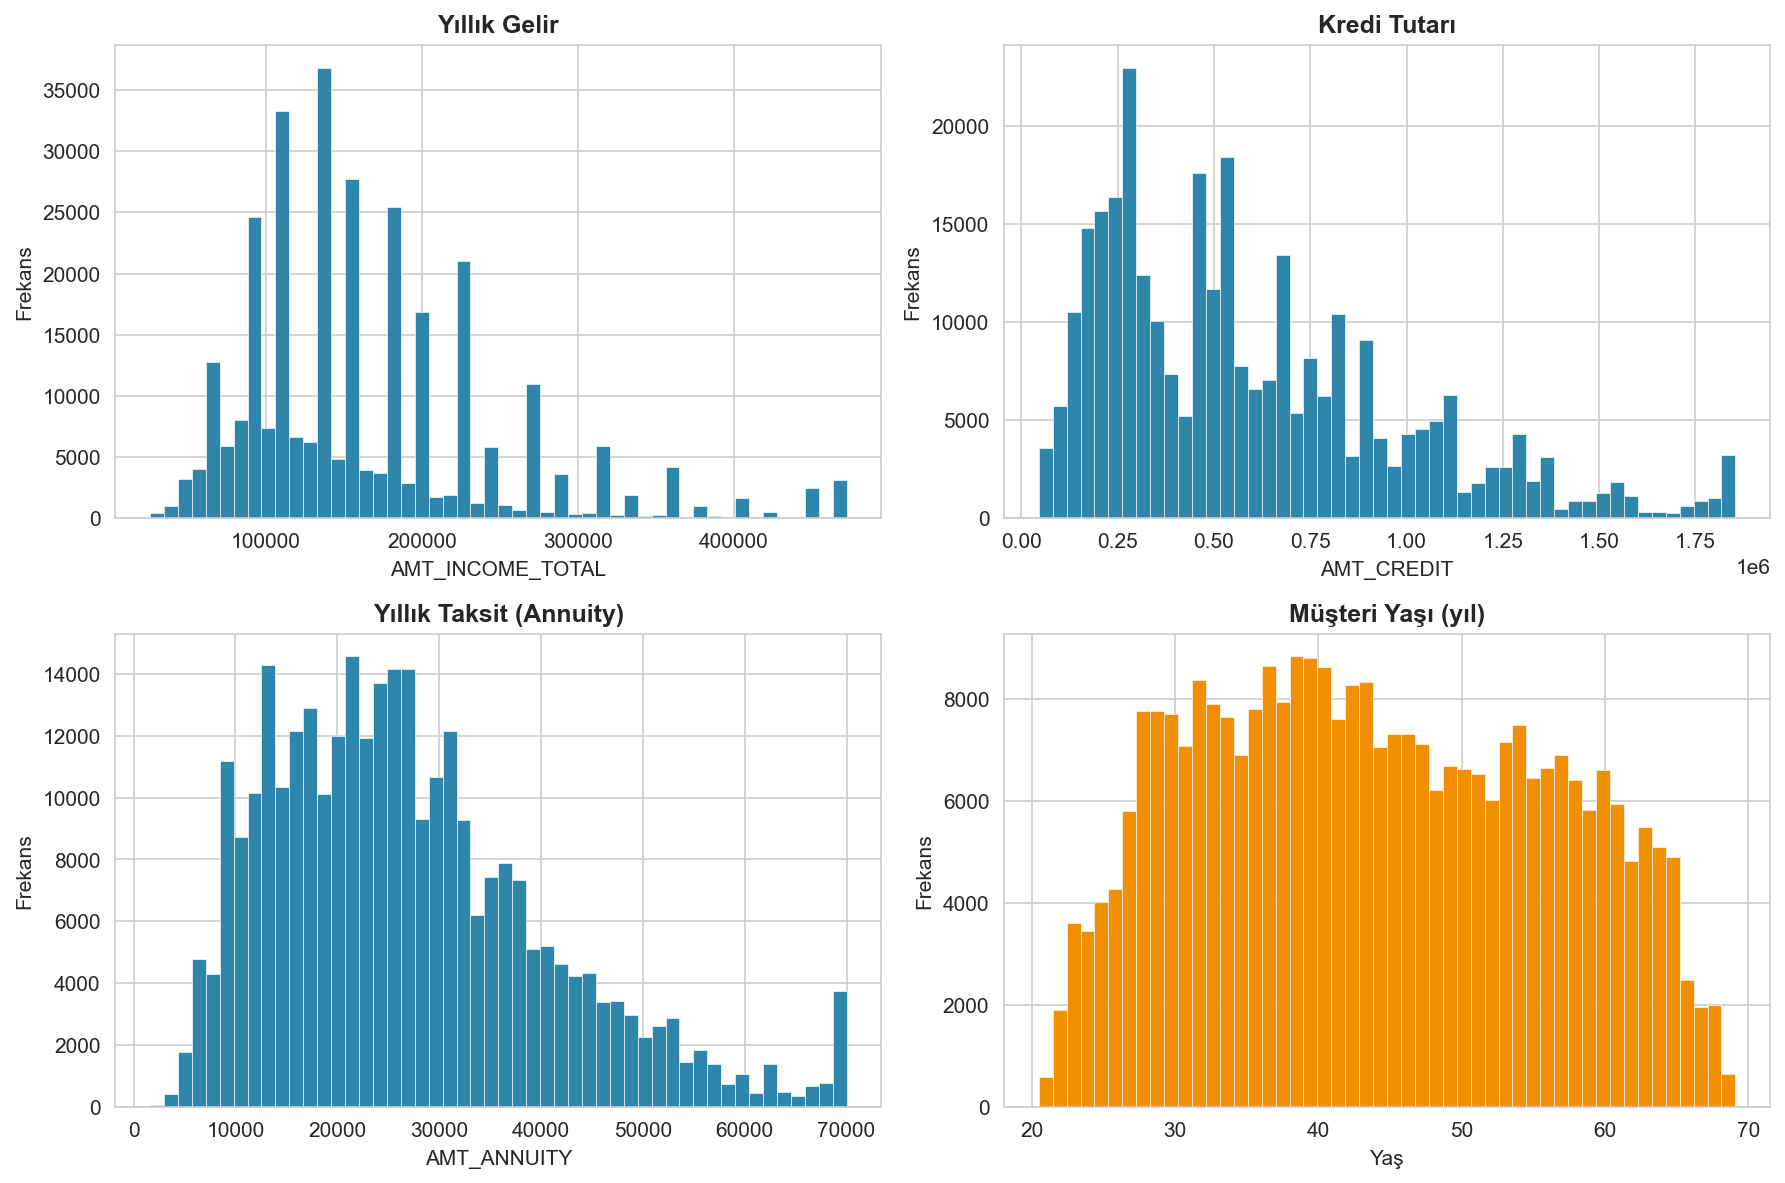 Yıllık Gelir
Frekans
35000
30000
25000
20000
15000
10000
5000
0
100000 200000 300000 400000
AMT_INCOME_TOTAL
Kredi Tutarı
Frekans
20000
15000
10000
5000
0
0.00 0.25 0.50 0.75 1.00 1.25 1.50 1.75
1e6
AMT_CREDIT
Yıllık Taksit (Annuity)
Frekans
14000
12000
10000
8000
6000
4000
2000
0
0 10000 20000 30000 40000 50000 60000 70000
AMT_ANNUITY
Müşteri Yaşı (yıl)
Frekans
8000
6000
4000
2000
0
20 30 40 50 60 70
Yaş